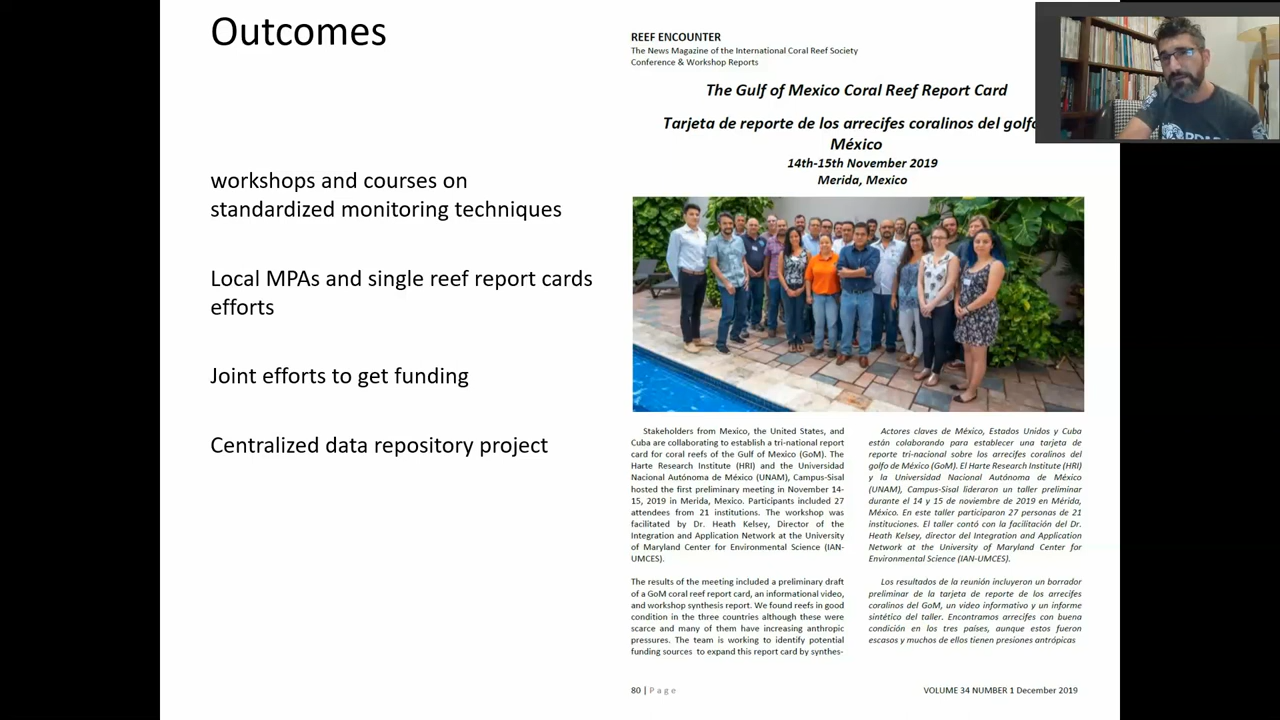 Outcomes
workshops and courses on
standardized monitoring techniques
Local MPAs and single reef report cards
efforts
Joint efforts to get funding
Centralized data repository project
REEF ENCOUNTER
The News Magazine of the International Coral Reef Society
Conference & Workshop Reports
The Gulf of Mexico Coral Reef Report Card
Tarjeta de reporte de los arrecifes coralinos del golfo
México
14th-15th November 2019
Merida, Mexico
Stakeholders from Mexico, the United States, and
Cuba are collaborating to establish a tri-national report
card for coral reefs of the Gulf of Mexico (GoM). The
Harte Research Institute (HRI) and the Universidad
Nacional Autónoma de México (UNAM), Campus-Sisal
hosted the first preliminary meeting in November 14-
15, 2019 in Merida, Mexico. Participants included 27
attendees from 21 institutions. The workshop was
facilitated by Dr. Heath Kelsey, Director of the
Integration and Application Network at the University
of Maryland Center for Environmental Science (IAN-
UMCES).
The results of the meeting included a preliminary draft
of a GoM coral reef report card, an informational video,
and workshop synthesis report. We found reefs in good
condition in the three countries although these were
scarce and many of them have increasing anthropic
pressures. The team is working to identify potential
funding sources to expand this report card by synthes-
Actores claves de México, Estados Unidos y Cuba
están colaborando para establecer una tarjeta de
reporte tri-nacional sobre los arrecifes coralinos del
golfo de México (GoM). El Harte Research Institute (HRI)
y la Universidad Nacional Autónoma de México
(UNAM), Campus-Sisal lideraron un taller preliminar
durante el 14 y 15 de noviembre de 2019 en Mérida,
México. En este taller participaron 27 personas de 21
instituciones. El taller contó con la facilitación del Dr.
Heath Kelsey, director del Integration and Application
Network at the University of Maryland Center for
Environmental Science (IAN-UMCES).
Los resultados de la reunión incluyeron un borrador
preliminar de la tarjeta de reporte de los arrecifes
coralinos del GoM, un video informativo y un informe
sintético del taller. Encontramos arrecifes con buena
condición en los tres países, aunque estos fueron
escasos y muchos de ellos tienen presiones antrópicas
80 | Page
VOLUME 34 NUMBER 1 December 2019